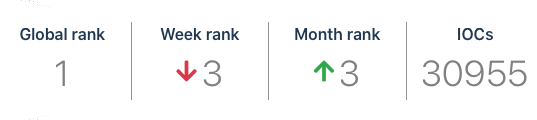 Global rank Week rank Month rank IOCs
1 ↓3 ↑3 30955